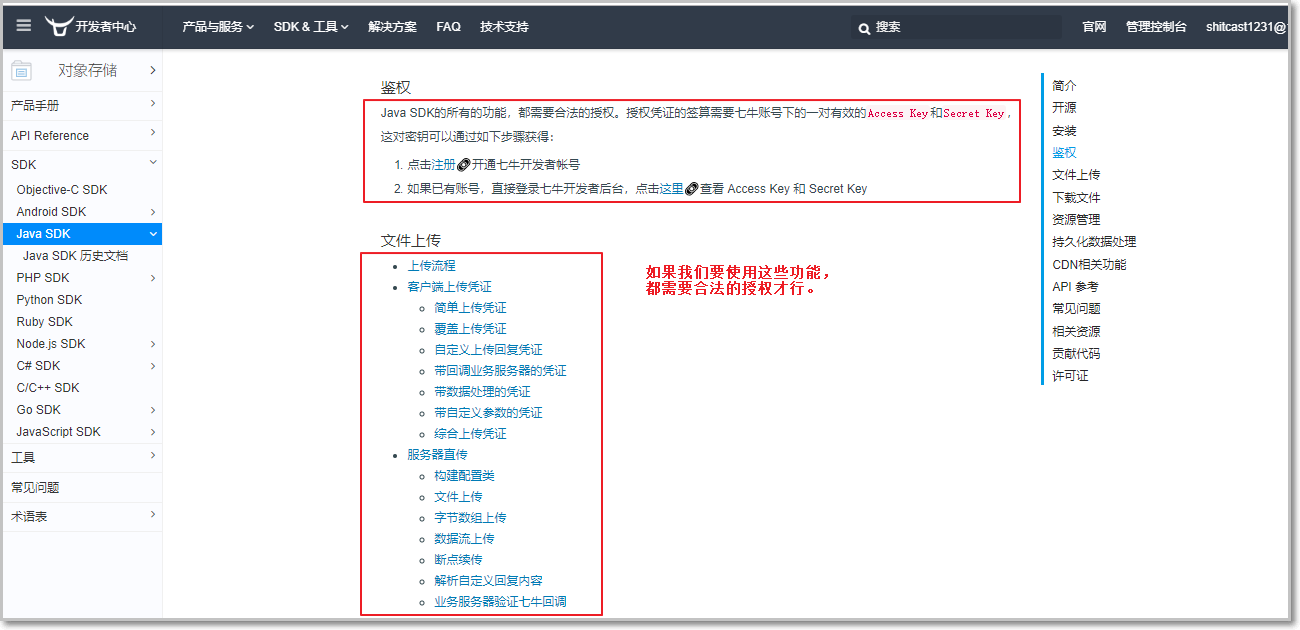 开发者中心 产品与服务 SDK & 工具 解决方案 FAQ 技术支持 搜索 官网 管理控制台 shitcast1231@
对象存储
产品手册
API Reference
SDK
Objective-C SDK
Android SDK
Java SDK
Java SDK 历史文档
PHP SDK
Python SDK
Ruby SDK
Node.js SDK
C# SDK
C/C++ SDK
Go SDK
JavaScript SDK
工具
常见问题
术语表
鉴权
Java SDK的所有的功能，都需要合法的授权。授权凭证的签算需要七牛账号下的一对有效的Access Key和Secret Key，
这对密钥可以通过如下步骤获得：
1. 点击注册开通七牛开发者帐号
2. 如果已有账号，直接登录七牛开发者后台，点击这里查看 Access Key 和 Secret Key
文件上传
上传流程
客户端上传凭证
简单上传凭证
覆盖上传凭证
自定义上传回复凭证
带回调业务服务器的凭证
带数据处理的凭证
带自定义参数的凭证
综合上传凭证
服务器直传
构建配置类
文件上传
字节数组上传
数据流上传
断点续传
解析自定义回复内容
业务服务器验证七牛回调
如果我们要使用这些功能，
都需要合法的授权才行。
简介
开源
安装
鉴权
文件上传
下载文件
资源管理
持久化数据处理
CDN相关功能
API 参考
常见问题
相关资源
贡献代码
许可证